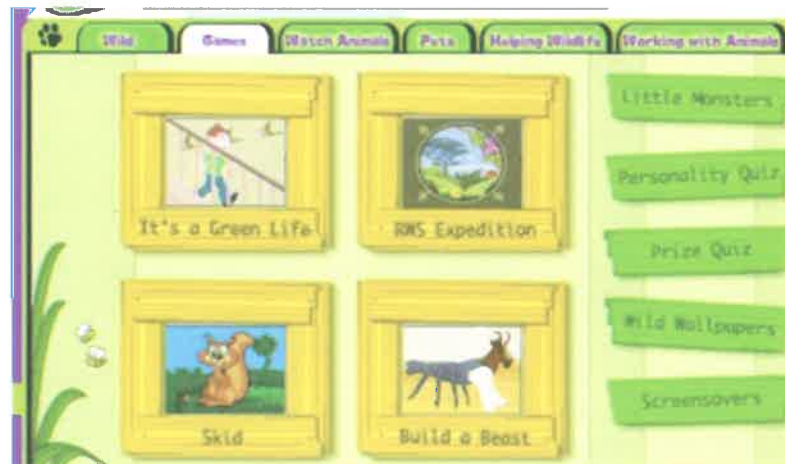 Wild
Games
Watch Animals
Pets
Helping Wildlife
Working with Animals
Little Monsters
Personality Quiz
Prize Quiz
Wild Wallpapers
Screensavers
It's a Green Life
RMS Expedition
Skid
Build a Beast